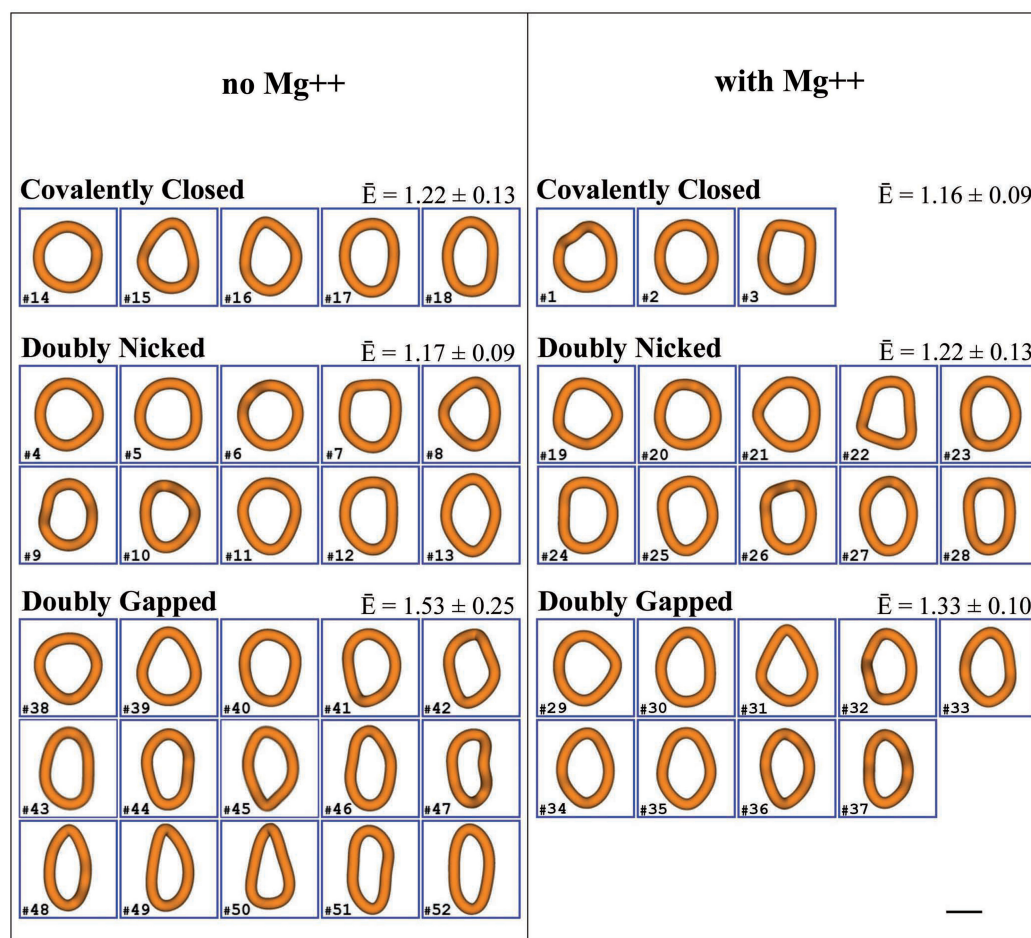 no Mg++
Covalently Closed Ē = 1.22 ± 0.13
#14 #15 #16 #17 #18
Doubly Nicked Ē = 1.17 ± 0.09
#4 #5 #6 #7 #8
#9 #10 #11 #12 #13
Doubly Gapped Ē = 1.53 ± 0.25
#38 #39 #40 #41 #42
#43 #44 #45 #46 #47
#48 #49 #50 #51 #52
with Mg++
Covalently Closed Ē = 1.16 ± 0.09
#1 #2 #3
Doubly Nicked Ē = 1.22 ± 0.13
#19 #20 #21 #22 #23
#24 #25 #26 #27 #28
Doubly Gapped Ē = 1.33 ± 0.10
#29 #30 #31 #32 #33
#34 #35 #36 #37